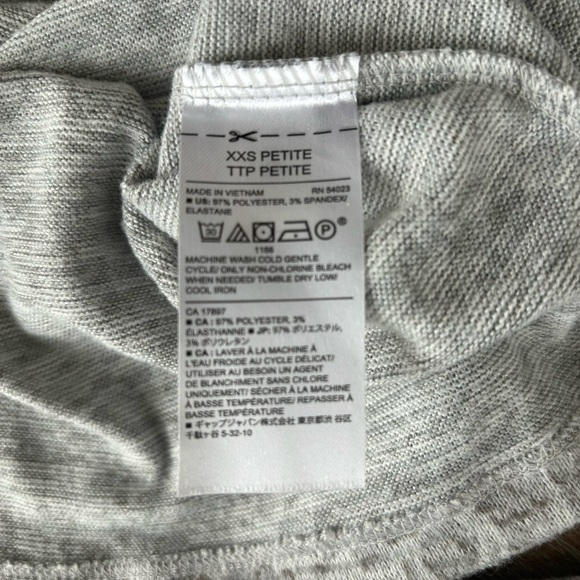 XXS PETITE
TTP PETITE
MADE IN VIETNAM RN 54023
■ US: 97% POLYESTER, 3% SPANDEX/
ELASTANE
30 P ®
1166
MACHINE WASH COLD GENTLE
CYCLE/ ONLY NON-CHLORINE BLEACH
WHEN NEEDED/ TUMBLE DRY LOW/
COOL IRON
CA 17897
■ CA : 97% POLYESTER, 3%
ÉLASTHANNE ■ JP: 97% ポリエステル,
3% ポリウレタン
■ CA : LAVER À LA MACHINE À
L'EAU FROIDE AU CYCLE DÉLICAT/
UTILISER AU BESOIN UN AGENT
DE BLANCHIMENT SANS CHLORE
UNIQUEMENT/ SÉCHER À LA MACHINE
À BASSE TEMPÉRATURE/ REPASSER À
BASSE TEMPÉRATURE
■ ギャップジャパン株式会社 東京都渋 谷区
千駄ヶ谷 5-32-10